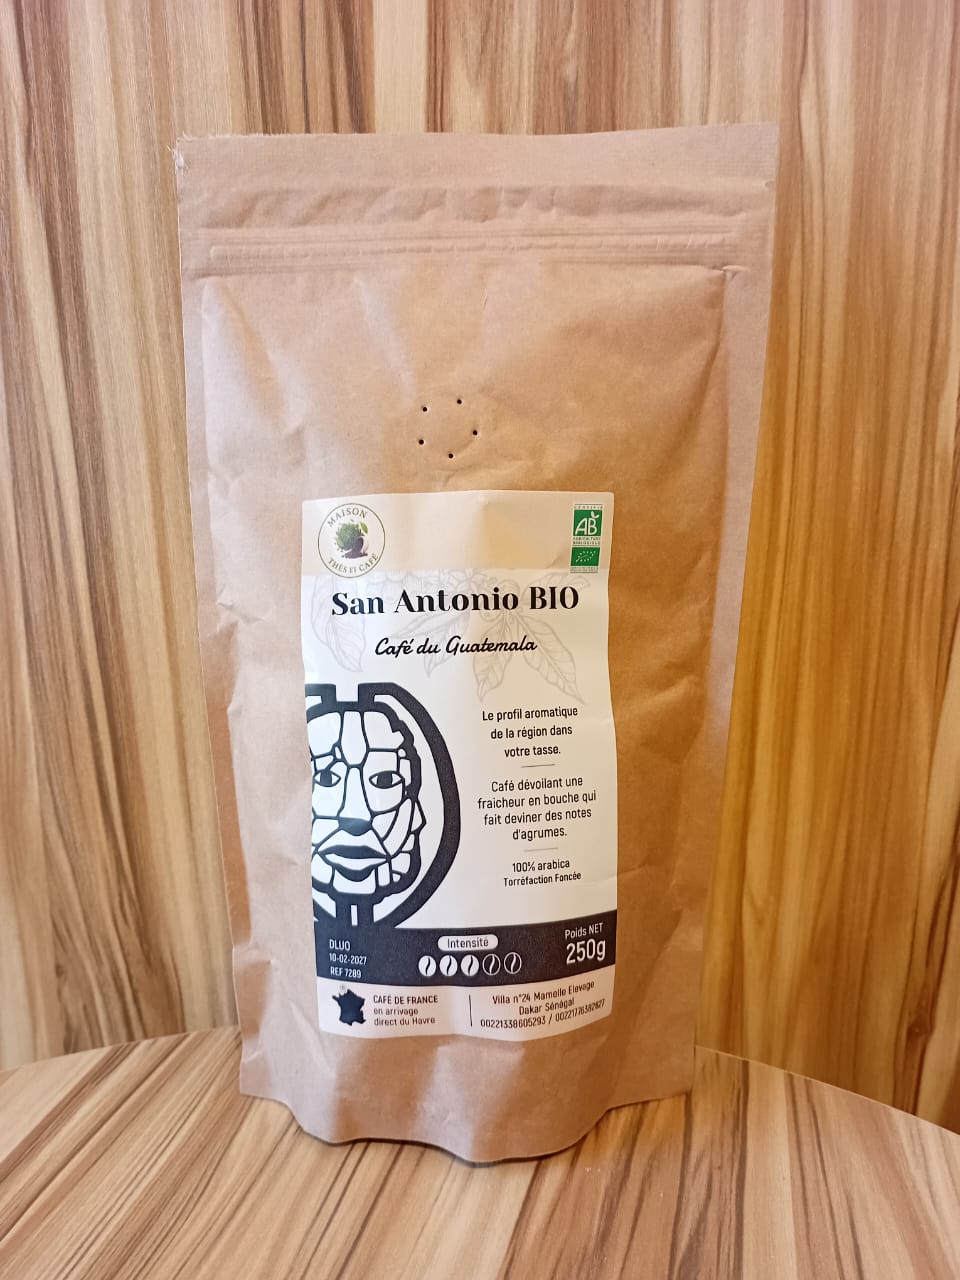 MAISON
THÉS ET CAFÉ
AB
AGRICULTURE
BIOLOGIQUE
San Antonio BIO
Café du Guatemala
Le profil aromatique
de la région dans
votre tasse.
Café dévoilant une
fraicheur en bouche qui
fait deviner des notes
d'agrumes.
100% arabica
Torréfaction Foncée
DLUO
10-02-2027
REF 7289
Intensité
Poids NET
250g
CAFÉ DE FRANCE
en arrivage
direct du Havre
Villa n°24 Mamelle Elevage
Dakar Sénégal
00221338605293 /